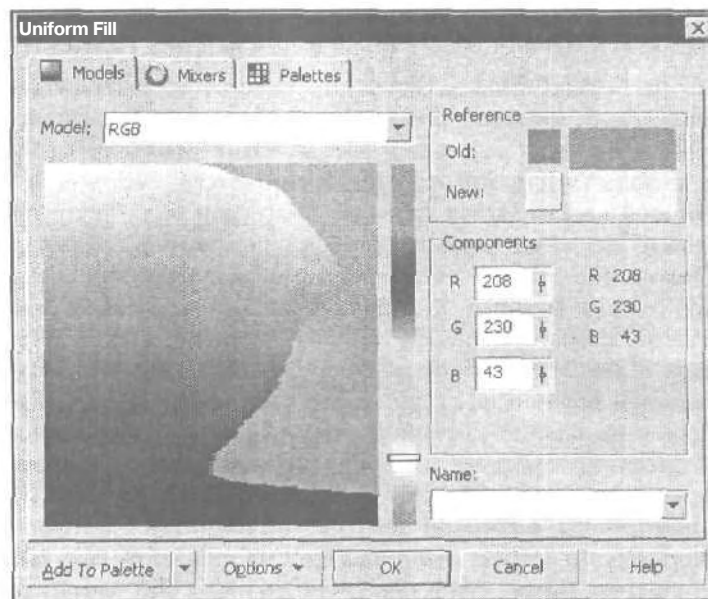 Uniform Fill
Models Mixers Palettes
Model: RGB
Reference
Old:
New:
Components
R 208 R 208
G 230 G 230
B 43 B 43
Name:
Add To Palette Options OK Cancel Help